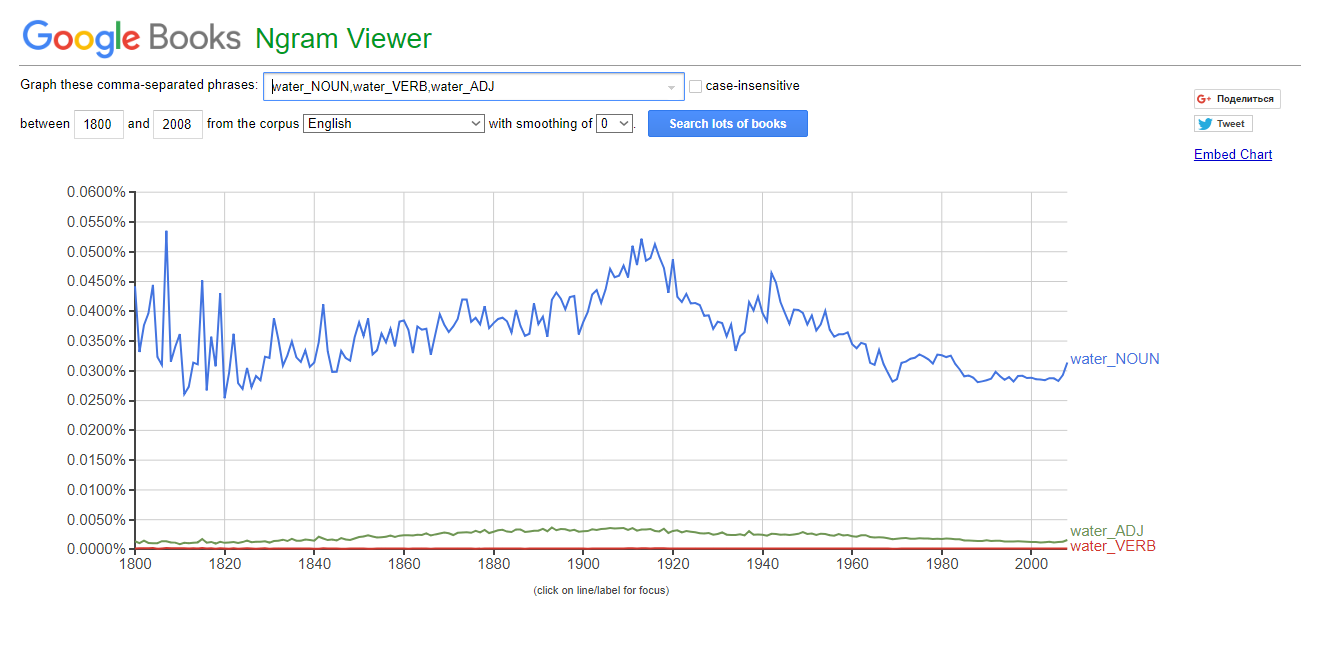 Google Books Ngram Viewer
Graph these comma-separated phrases: water_NOUN,water_VERB,water_ADJ case-insensitive
between 1800 and 2008 from the corpus English with smoothing of 0 . Search lots of books
G+ Поделиться
Tweet
Embed Chart
0.0600%
0.0550%
0.0500%
0.0450%
0.0400%
0.0350%
0.0300%
0.0250%
0.0200%
0.0150%
0.0100%
0.0050%
0.0000%
water_NOUN
water_ADJ
water_VERB
1800 1820 1840 1860 1880 1900 1920 1940 1960 1980 2000
(click on line/label for focus)